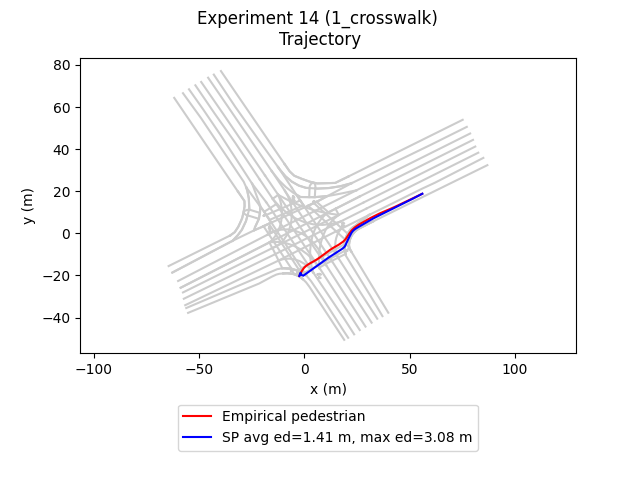 Experiment 14 (1_crosswalk)
Trajectory
80
60
40
20
0
−20
−40
y (m)
−100
−50
0
50
100
x (m)
Empirical pedestrian
SP avg ed=1.41 m, max ed=3.08 m